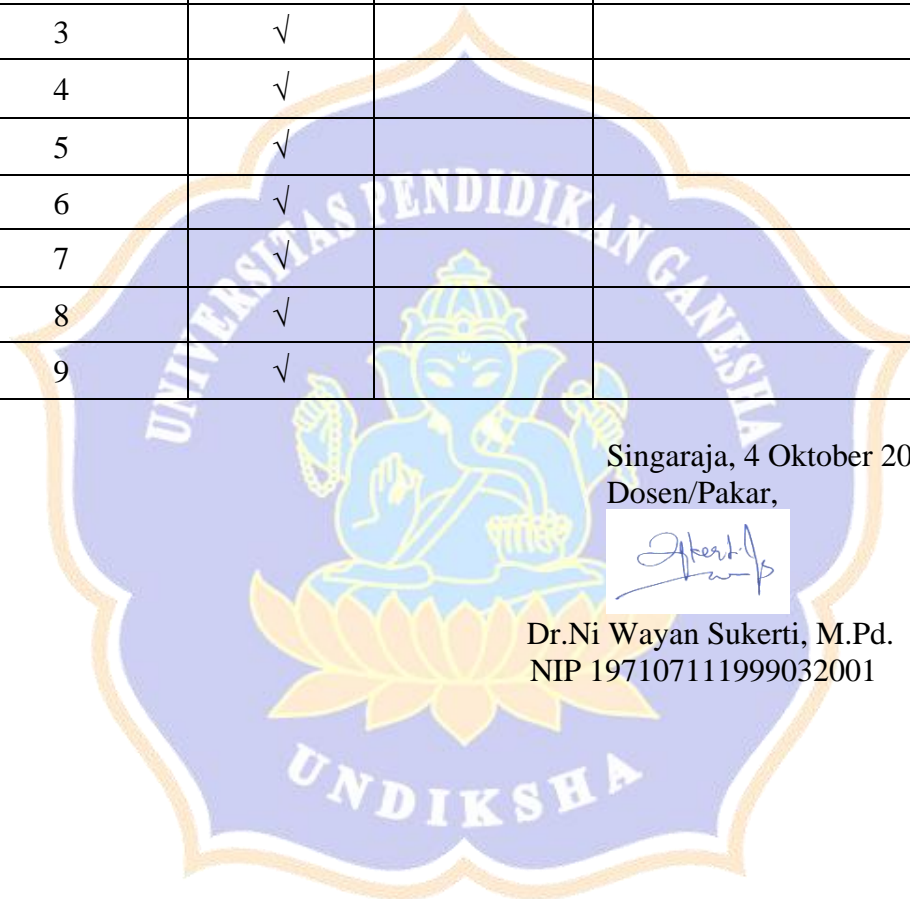 3 √
4 √
5 √
6 √
7 √
8 √
9 √
UNIVERSITAS PENDIDIKAN GANESHA
Singaraja, 4 Oktober 20
Dosen/Pakar,
Dr.Ni Wayan Sukerti, M.Pd.
NIP 197107111999032001
UNDIKSHA